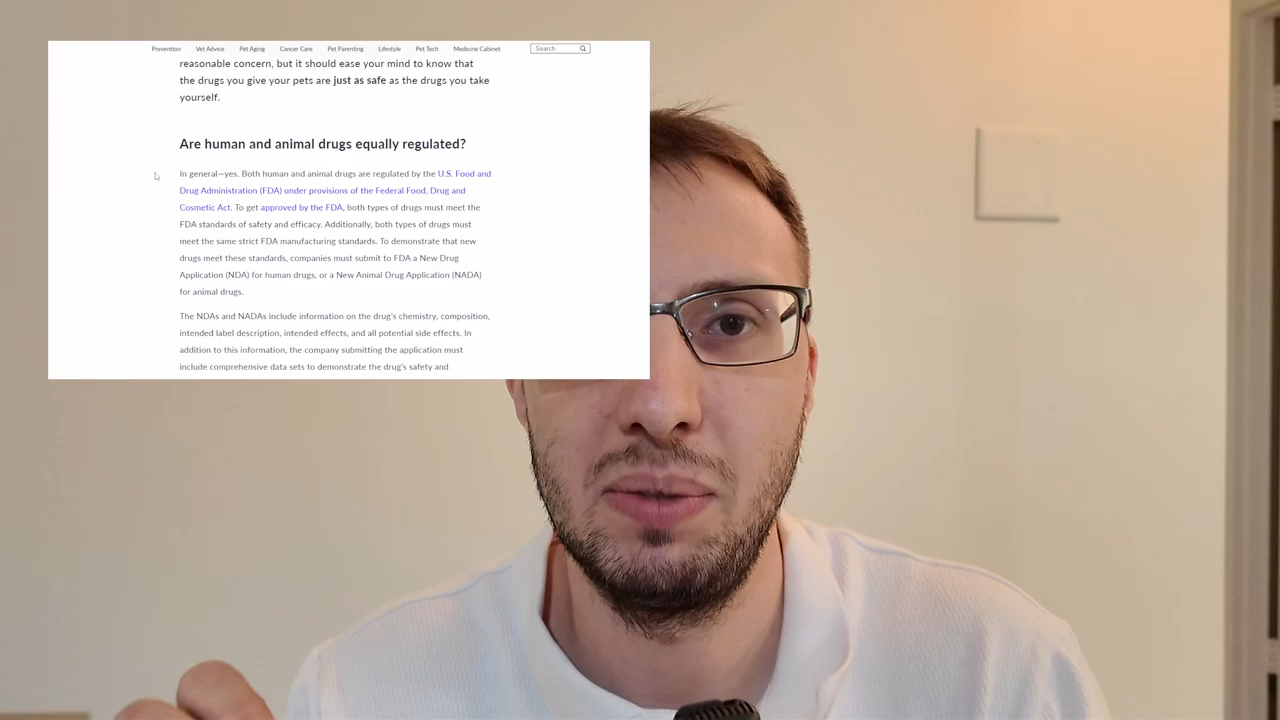 Prevention Vet Advice Pet Aging Cancer Care Pet Parenting Lifestyle Pet Tech Medicine Cabinet Search
reasonable concern, but it should ease your mind to know that
the drugs you give your pets are just as safe as the drugs you take
yourself.
Are human and animal drugs equally regulated?
In general—yes. Both human and animal drugs are regulated by the U.S. Food and
Drug Administration (FDA) under provisions of the Federal Food, Drug and
Cosmetic Act. To get approved by the FDA, both types of drugs must meet the
FDA standards of safety and efficacy. Additionally, both types of drugs must
meet the same strict FDA manufacturing standards. To demonstrate that new
drugs meet these standards, companies must submit to FDA a New Drug
Application (NDA) for human drugs, or a New Animal Drug Application (NADA)
for animal drugs.
The NDAs and NADAs include information on the drug's chemistry, composition,
intended label description, intended effects, and all potential side effects. In
addition to this information, the company submitting the application must
include comprehensive data sets to demonstrate the drug's safety and